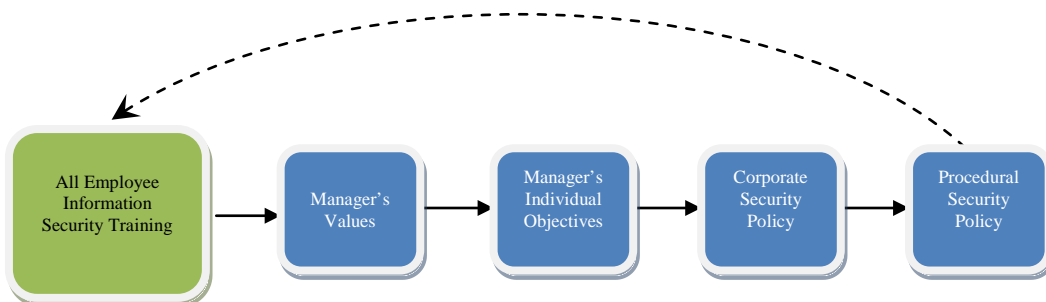 All Employee
Information
Security Training
Manager’s
Values
Manager’s
Individual
Objectives
Corporate
Security
Policy
Procedural
Security
Policy